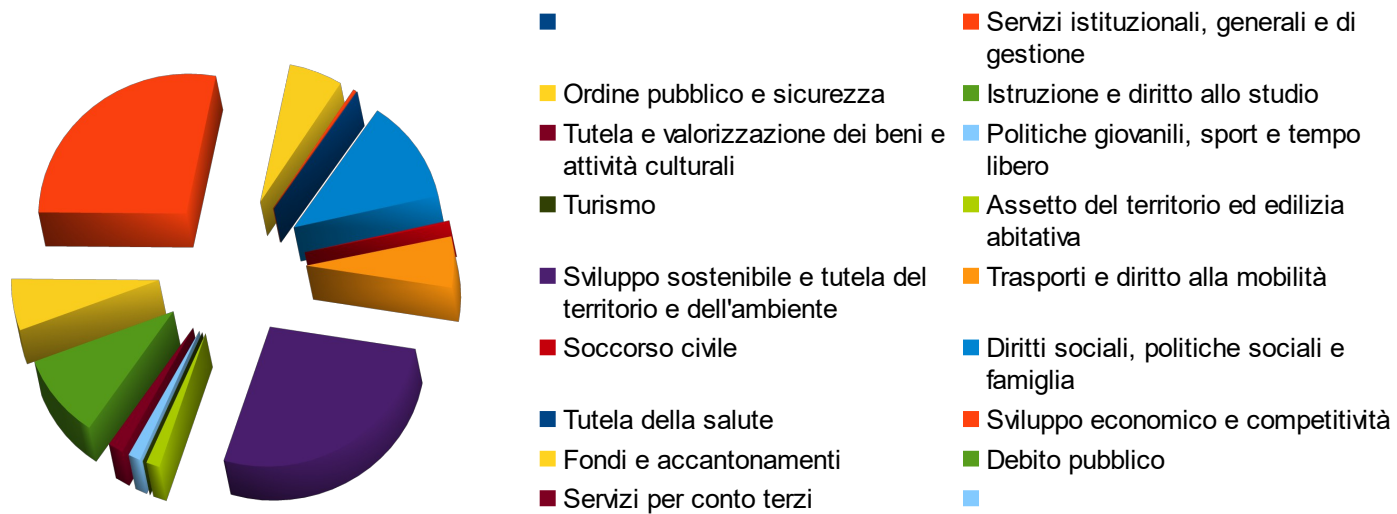 Servizi istituzionali, generali e di
gestione
Ordine pubblico e sicurezza
Istruzione e diritto allo studio
Tutela e valorizzazione dei beni e
attività culturali
Politiche giovanili, sport e tempo
libero
Turismo
Assetto del territorio ed edilizia
abitativa
Sviluppo sostenibile e tutela del
territorio e dell'ambiente
Trasporti e diritto alla mobilità
Soccorso civile
Diritti sociali, politiche sociali e
famiglia
Tutela della salute
Sviluppo economico e competitività
Fondi e accantonamenti
Debito pubblico
Servizi per conto terzi